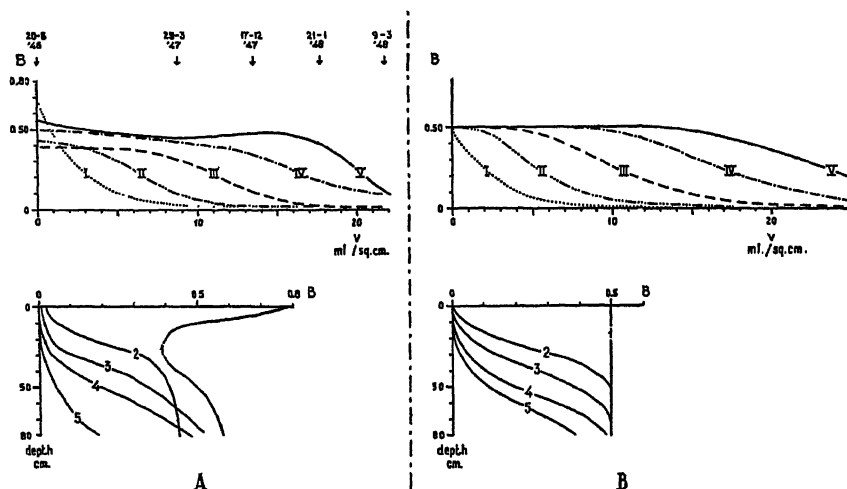 20-5 29-3 17-12 21-1 9-3
'46 '47 '47 '48 '48
B B
0,80
0.50 0.50
I II III IV V I II III IV V
0 0
0 10 20 0 10 20
V V
ml/sq.cm. ml./sq.cm.
0 0.5 0.8 B 0 0.5 B
0 0
2 2
3 3
4 4
50 50
5 5
80 80
depth depth
cm. cm.
A B